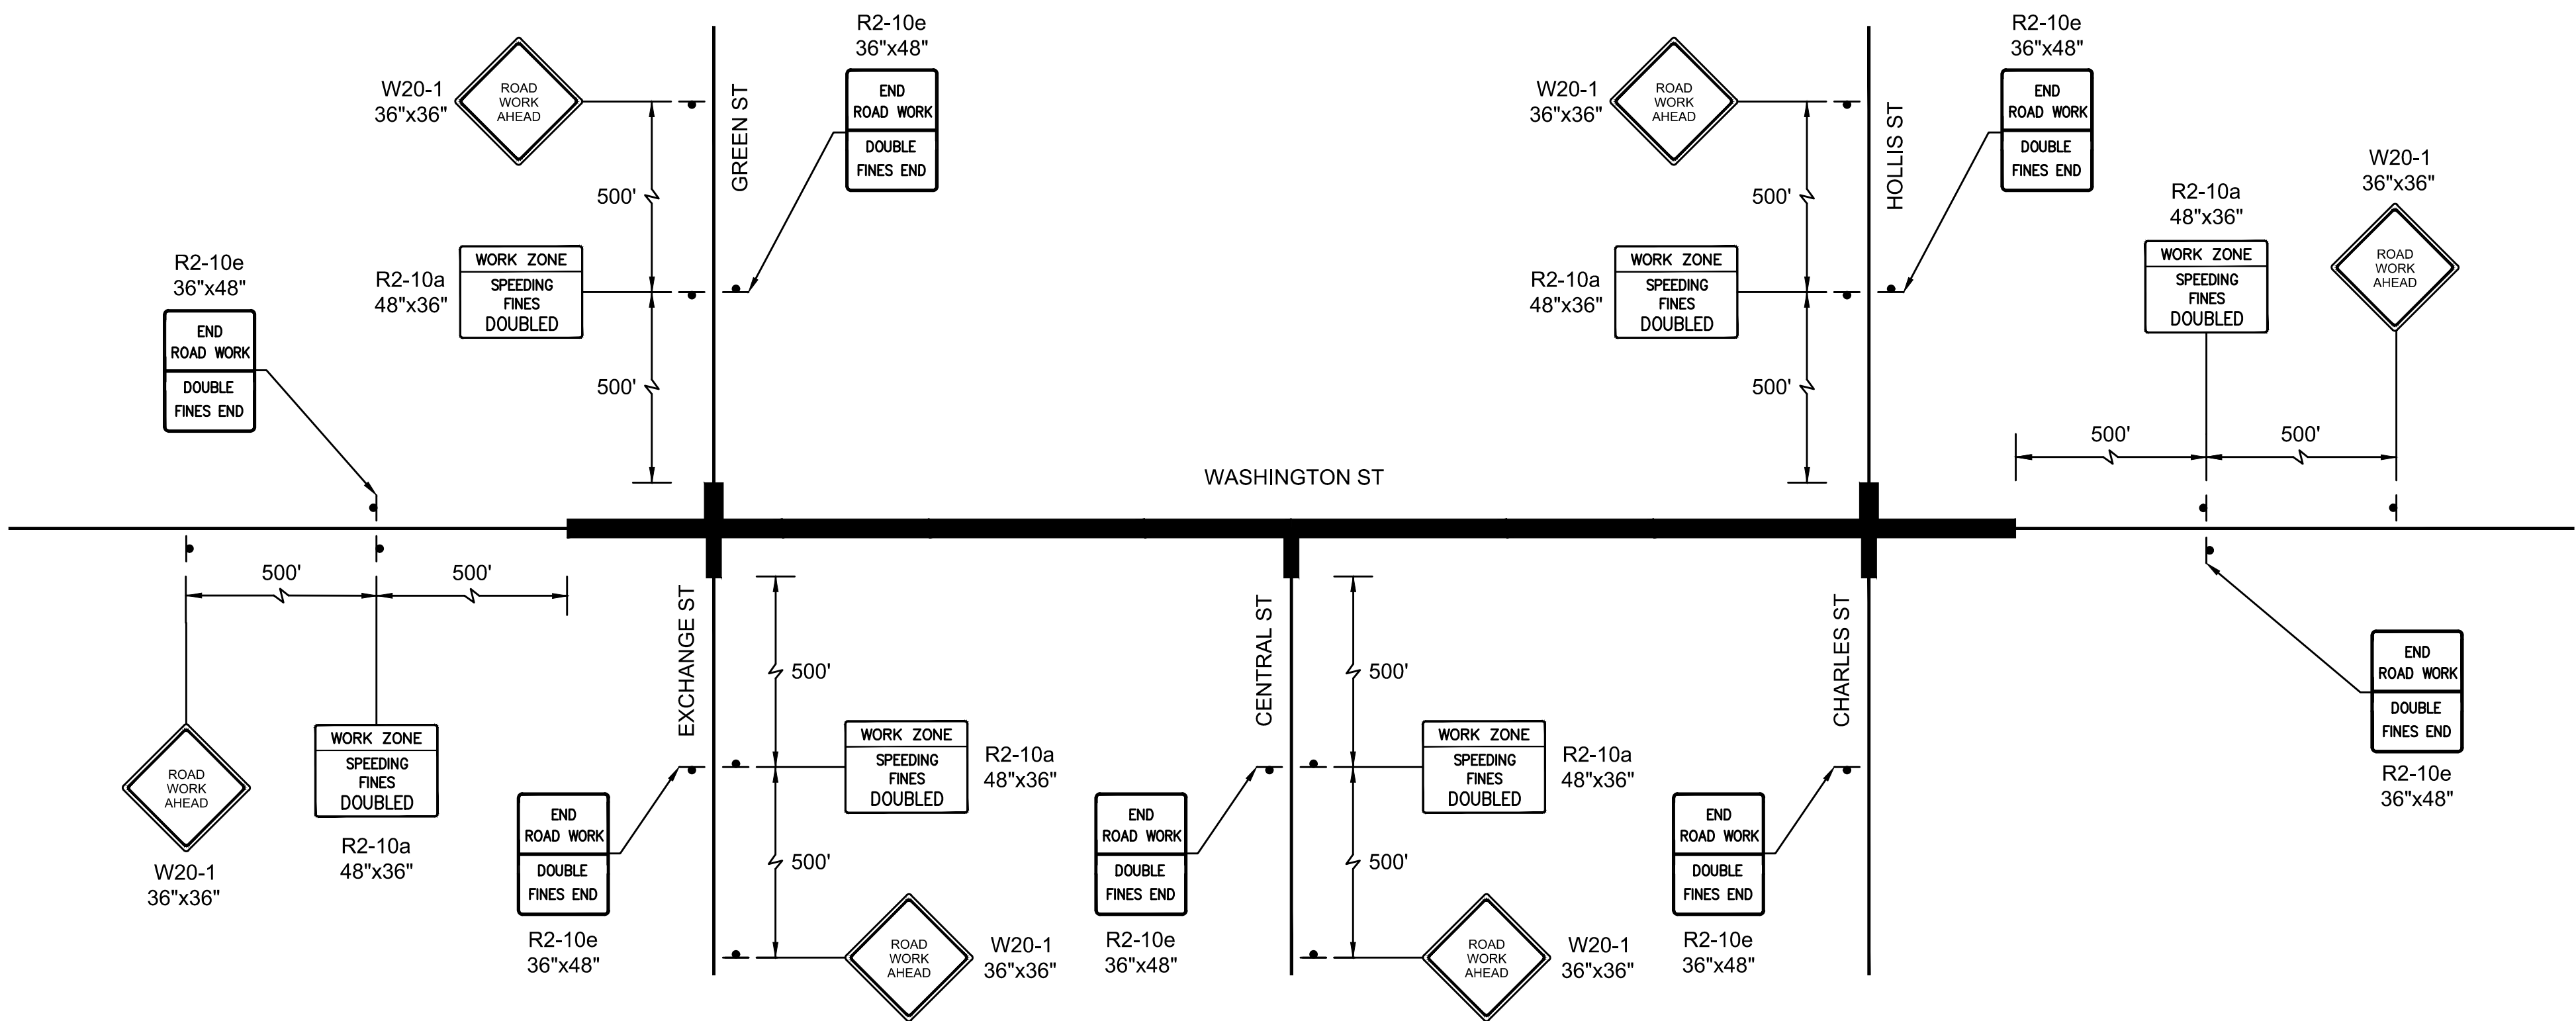 R2-10e
36"x48"
END
ROAD WORK
DOUBLE
FINES END
W20-1
36"x36"
ROAD
WORK
AHEAD
GREEN ST
500'
R2-10a
48"x36"
WORK ZONE
SPEEDING
FINES
DOUBLED
500'
R2-10e
36"x48"
END
ROAD WORK
DOUBLE
FINES END
R2-10e
36"x48"
END
ROAD WORK
DOUBLE
FINES END
W20-1
36"x36"
ROAD
WORK
AHEAD
HOLLIS ST
500'
R2-10a
48"x36"
WORK ZONE
SPEEDING
FINES
DOUBLED
500'
W20-1
36"x36"
ROAD
WORK
AHEAD
R2-10a
48"x36"
WORK ZONE
SPEEDING
FINES
DOUBLED
500'
500'
WASHINGTON ST
500'
500'
ROAD
WORK
AHEAD
W20-1
36"x36"
WORK ZONE
SPEEDING
FINES
DOUBLED
R2-10a
48"x36"
EXCHANGE ST
500'
WORK ZONE
SPEEDING
FINES
DOUBLED
R2-10a
48"x36"
END
ROAD WORK
DOUBLE
FINES END
R2-10e
36"x48"
500'
ROAD
WORK
AHEAD
W20-1
36"x36"
CENTRAL ST
500'
WORK ZONE
SPEEDING
FINES
DOUBLED
R2-10a
48"x36"
END
ROAD WORK
DOUBLE
FINES END
R2-10e
36"x48"
500'
ROAD
WORK
AHEAD
W20-1
36"x36"
CHARLES ST
END
ROAD WORK
DOUBLE
FINES END
R2-10e
36"x48"
END
ROAD WORK
DOUBLE
FINES END
R2-10e
36"x48"